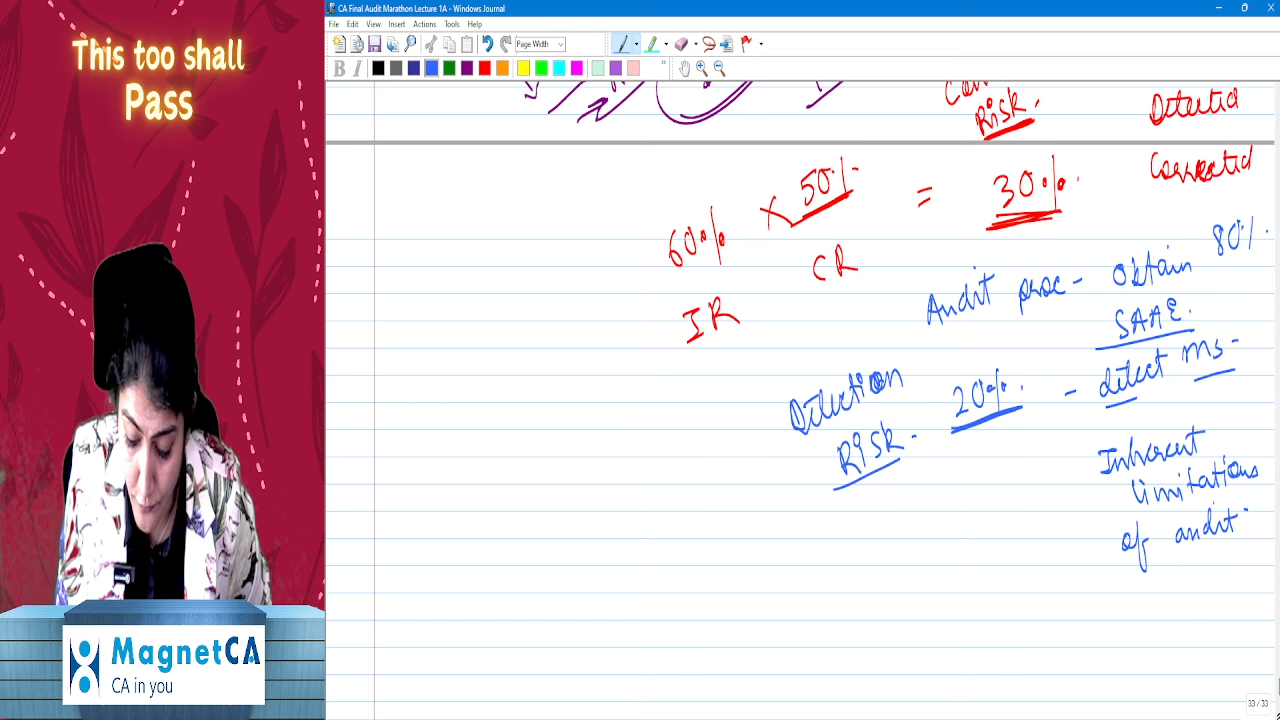 This too shall
Pass
MagnetCA
CA in you
CA Final Audit Marathon Lecture 1A - Windows Journal
File Edit View Insert Actions Tools Help
Page Width
B I
Risk.
Detected
Corrected
60% × 50% = 30%
IR
CR
Audit proc - Obtain 80%
SAAE.
Detection Risk. 20% - detect MS -
Inherent
limitations
of audit
33 / 33